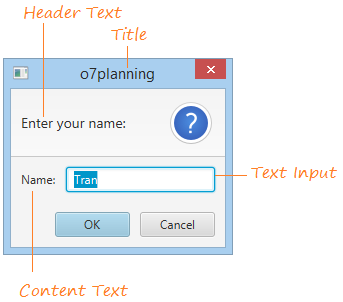 Header Text
Title
o7planning
Enter your name:
?
Name: Tran
Text Input
OK Cancel
Content Text